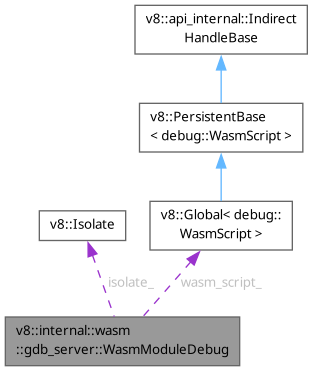 v8::api_internal::Indirect
HandleBase
v8::PersistentBase
< debug::WasmScript >
v8::Isolate
v8::Global< debug::
WasmScript >
isolate_
wasm_script_
v8::internal::wasm
::gdb_server::WasmModuleDebug